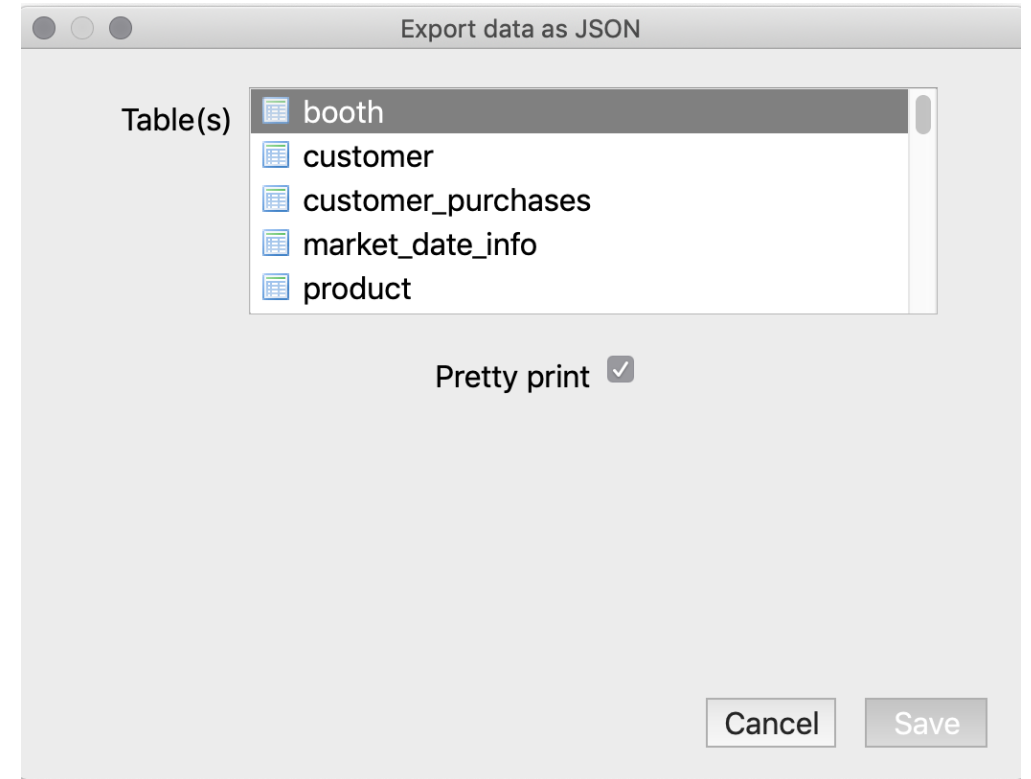 Export data as JSON
Table(s)
booth
customer
customer_purchases
market_date_info
product
Pretty print
Cancel Save